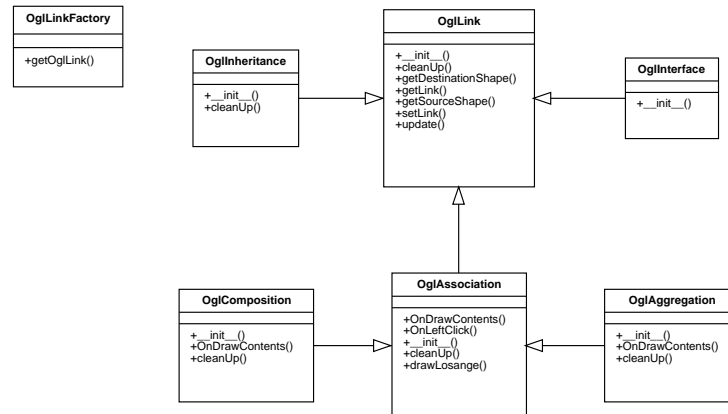 OglLinkFactory
+getOglLink()
OglInheritance
+__init__()
+cleanUp()
OglLink
+__init__()
+cleanUp()
+getDestinationShape()
+getLink()
+getSourceShape()
+setLink()
+update()
OglInterface
+__init__()
OglComposition
+__init__()
+OnDrawContents()
+cleanUp()
OglAssociation
+OnDrawContents()
+OnLeftClick()
+__init__()
+cleanUp()
+drawLosange()
OglAggregation
+__init__()
+OnDrawContents()
+cleanUp()